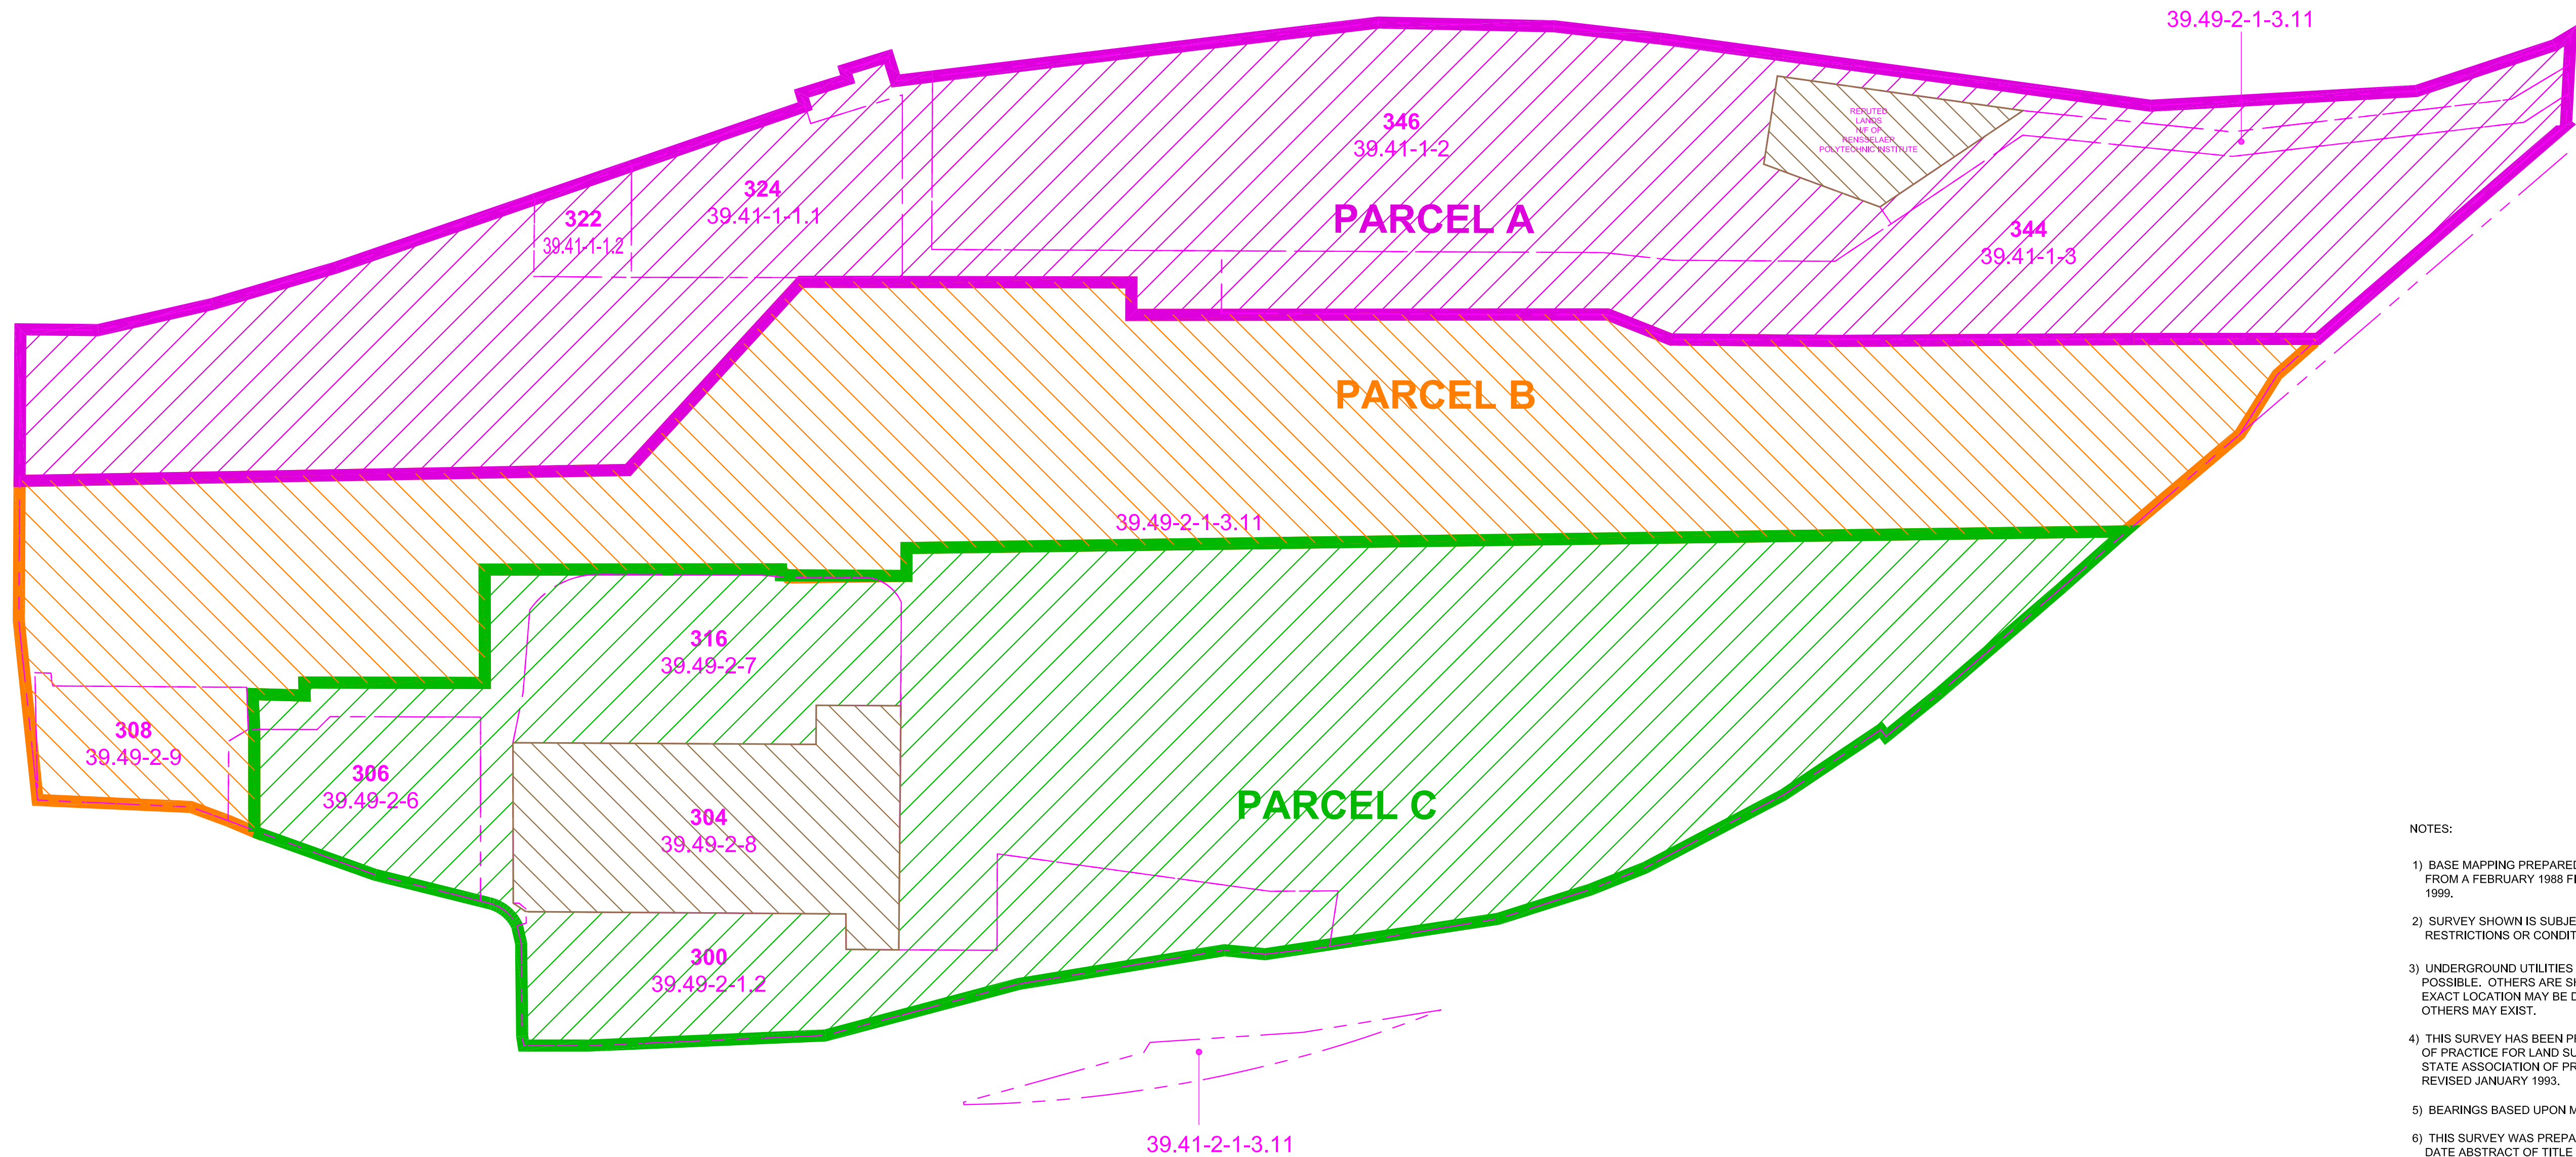 39.49-2-1-3.11
346
39.41-1-2
REPUTED
LANDS
N/F OF
RENSSELAER
POLYTECHNIC INSTITUTE
324
39.41-1-1.1
322
39.41-1-1.2
PARCEL A
344
39.41-1-3
PARCEL B
39.49-2-1-3.11
316
39.49-2-7
308
39.49-2-9
306
39.49-2-6
304
39.49-2-8
PARCEL C
300
39.49-2-1.2
39.41-2-1-3.11
NOTES:
1) BASE MAPPING PREPARED
FROM A FEBRUARY 1988
1999.
2) SURVEY SHOWN IS
RESTRICTIONS OR
3) UNDERGROUND UTILITIES
POSSIBLE. OTHERS ARE
EXACT LOCATION MAY BE
OTHERS MAY EXIST.
4) THIS SURVEY HAS BEEN
OF PRACTICE FOR LAND
STATE ASSOCIATION OF
REVISED JANUARY 1993.
5) BEARINGS BASED UPON
6) THIS SURVEY WAS
DATE ABSTRACT OF TITLE